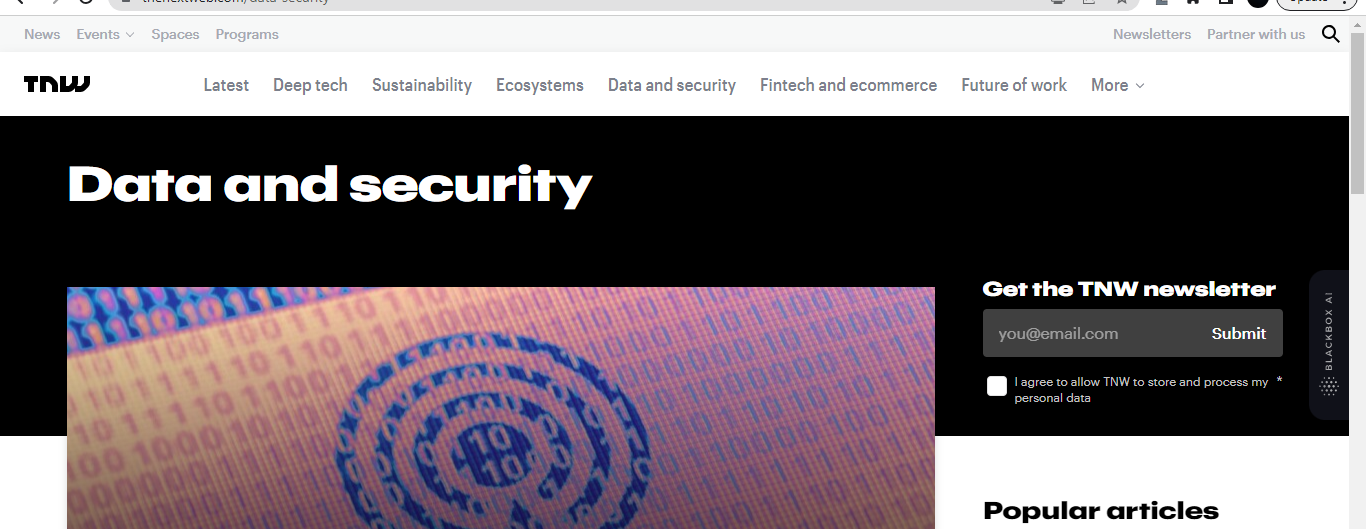 thenextweb.com/data-security
News Events Spaces Programs Newsletters Partner with us
TNW
Latest Deep tech Sustainability Ecosystems Data and security Fintech and ecommerce Future of work More
Data and security
Get the TNW newsletter
you@email.com Submit
I agree to allow TNW to store and process my *
personal data
BLACKBOX AI
Popular articles